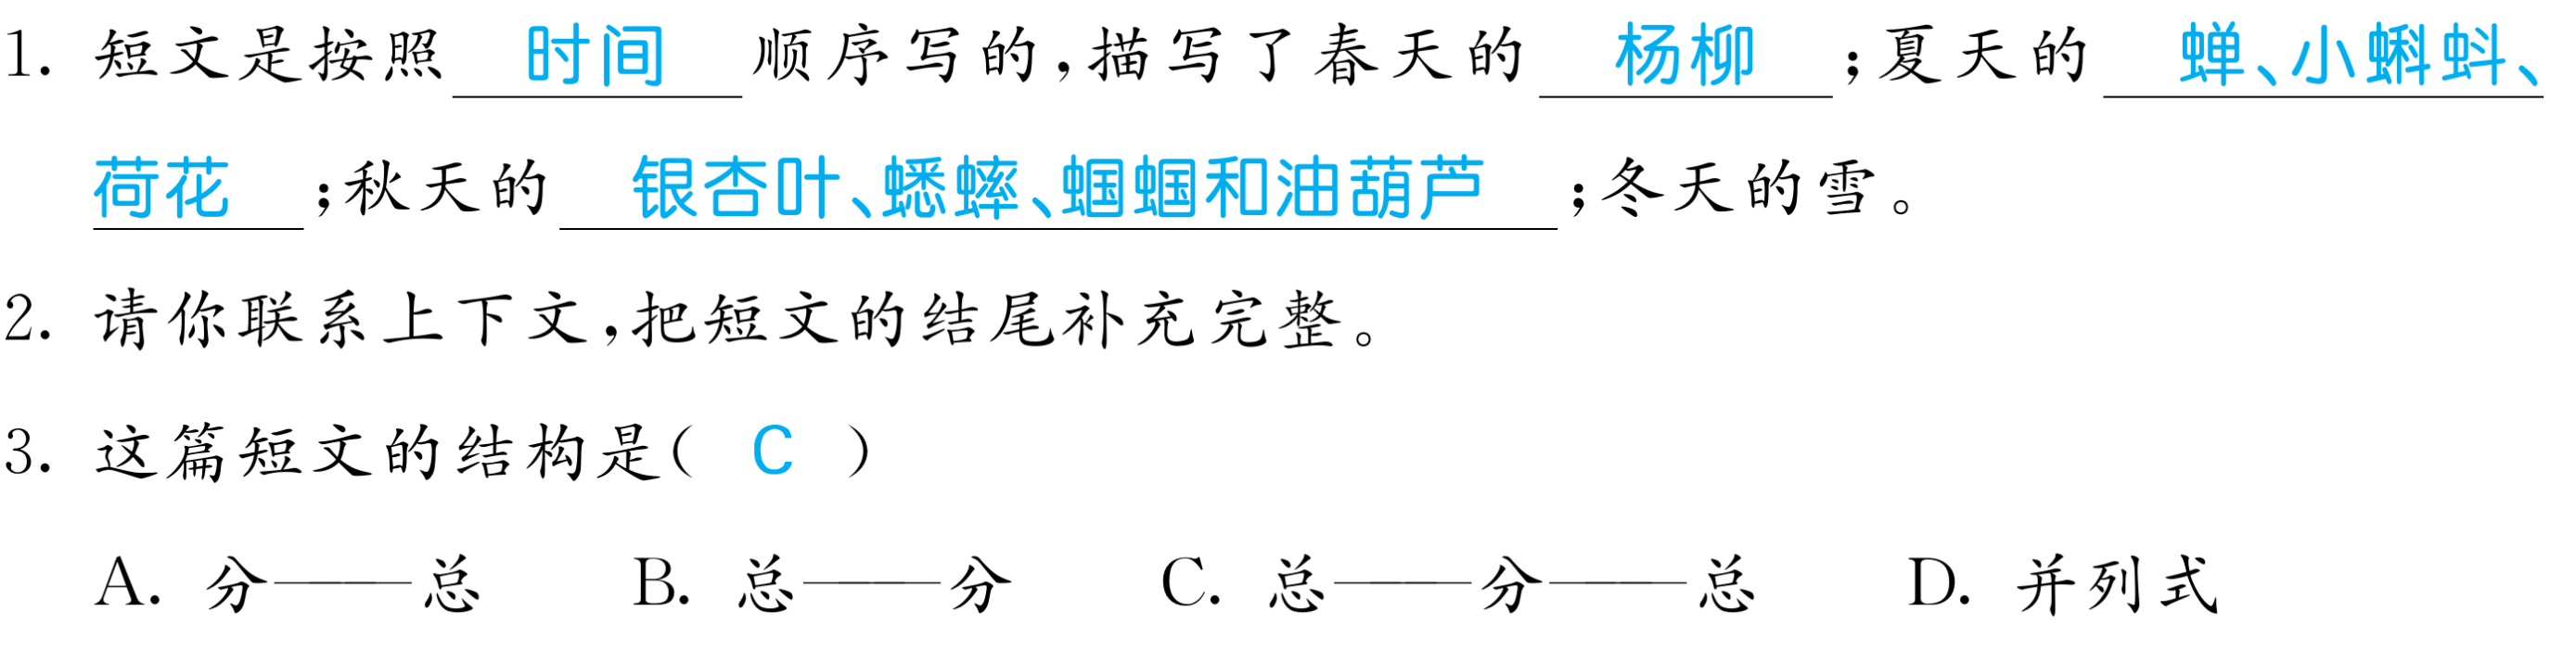 1. 短文是按照 时间 顺序写的,描写了春天的 杨柳 ;夏天的 蝉、小蝌蚪、
荷花 ;秋天的 银杏叶、蟋蟀、蝈蝈和油葫芦 ;冬天的雪。
2. 请你联系上下文,把短文的结尾补充完整。
3. 这篇短文的结构是( C )
A. 分——总 B. 总——分 C. 总——分——总 D. 并列式